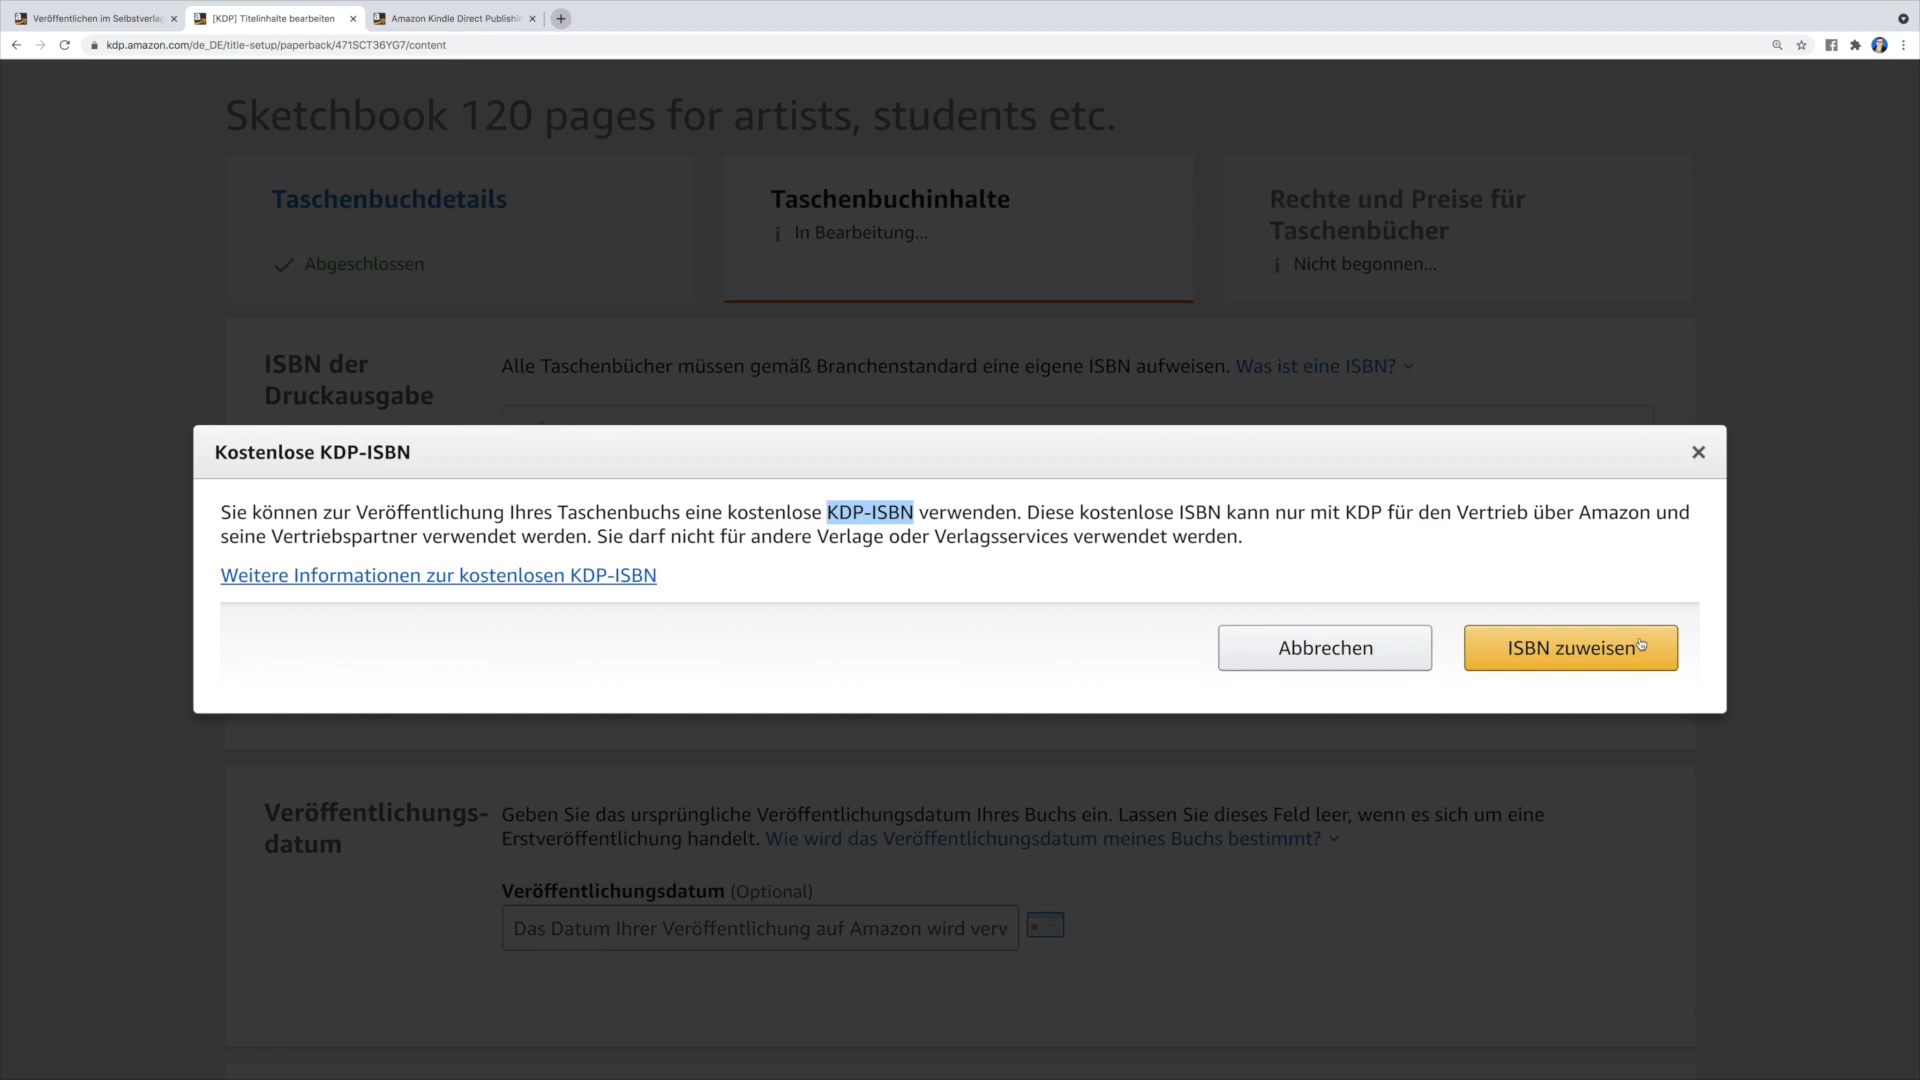 Veröffentlichen im Selbstverlag
[KDP] Titelinhalte bearbeiten
Amazon Kindle Direct Publishin
kdp.amazon.com/de_DE/title-setup/paperback/471SCT36YG7/content
Sketchbook 120 pages for artists, students etc.
Taschenbuchdetails
Abgeschlossen
Taschenbuchinhalte
In Bearbeitung...
Rechte und Preise für
Taschenbücher
Nicht begonnen...
ISBN der
Druckausgabe
Alle Taschenbücher müssen gemäß Branchenstandard eine eigene ISBN aufweisen. Was ist eine ISBN?
Kostenlose KDP-ISBN
Sie können zur Veröffentlichung Ihres Taschenbuchs eine kostenlose KDP-ISBN verwenden. Diese kostenlose ISBN kann nur mit KDP für den Vertrieb über Amazon und
seine Vertriebspartner verwendet werden. Sie darf nicht für andere Verlage oder Verlagsservices verwendet werden.
Weitere Informationen zur kostenlosen KDP-ISBN
Abbrechen
ISBN zuweisen
Veröffentlichungs-
datum
Geben Sie das ursprüngliche Veröffentlichungsdatum Ihres Buchs ein. Lassen Sie dieses Feld leer, wenn es sich um eine
Erstveröffentlichung handelt. Wie wird das Veröffentlichungsdatum meines Buchs bestimmt?
Veröffentlichungsdatum (Optional)
Das Datum Ihrer Veröffentlichung auf Amazon wird verw